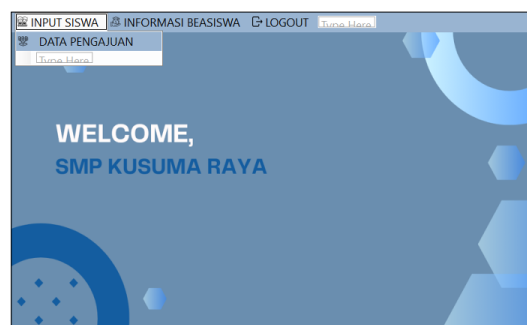 INPUT SISWA INFORMASI BEASISWA LOGOUT Type Here
DATA PENGAJUAN
Type Here
WELCOME,
SMP KUSUMA RAYA